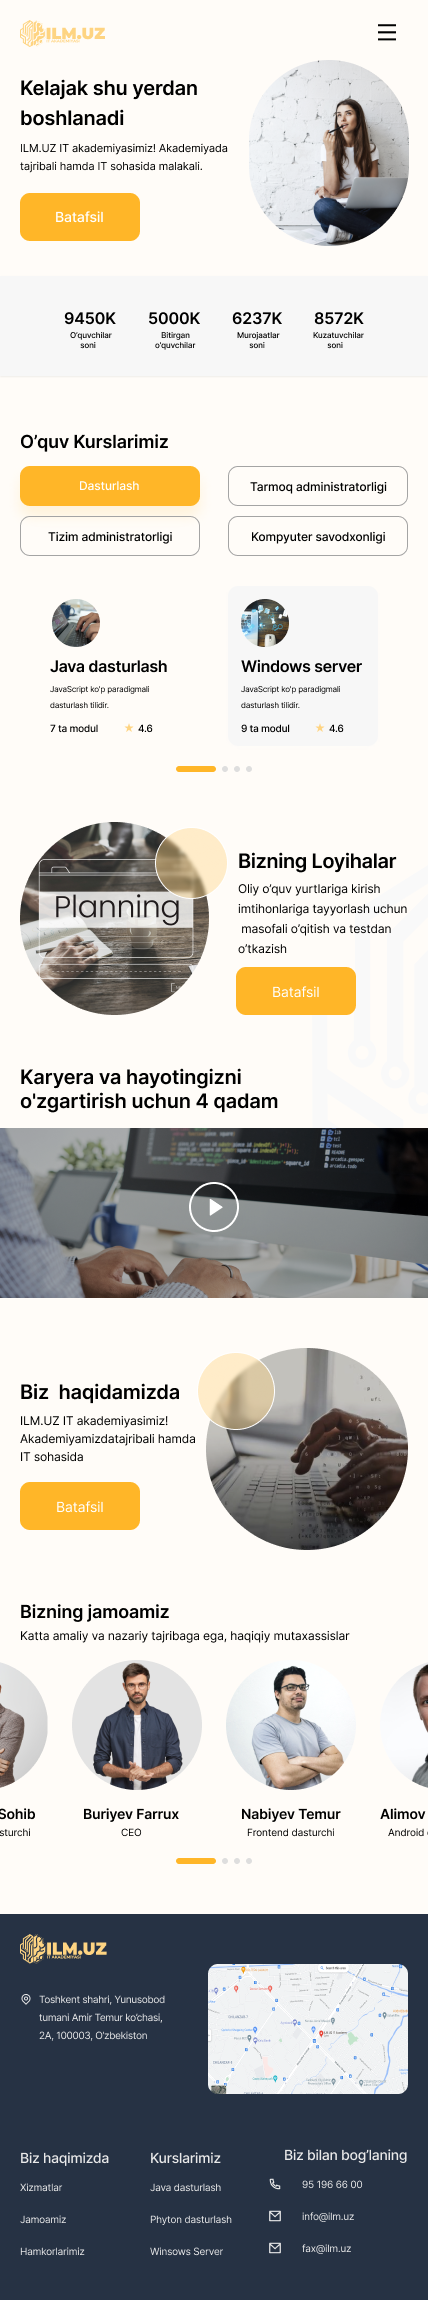 ILM.UZ
Kelajak shu yerdan
boshlanadi
ILM.UZ IT akademiyasimiz! Akademiyada
tajribali hamda IT sohasida malakali.
Batafsil
9450K 5000K 6237K 8572K
O'quvchilar Bitirgan Murojaatlar Kuzatuvchilar
soni o'quvchilar soni soni
O'quv Kurslarimiz
Dasturlash Tarmoq administratorligi
Tizim administratorligi Kompyuter savodxonligi
Java dasturlash Windows server
JavaScript ko'p paradigmali JavaScript ko'p paradigmali
dasturlash tilidir. dasturlash tilidir.
7 ta modul 4.6 9 ta modul 4.6
Planning
Bizning Loyihalar
Oliy o'quv yurtlariga kirish
imtihonlariga tayyorlash uchun
masofali o'qitish va testdan
o'tkazish
Batafsil
Karyera va hayotingizni
o'zgartirish uchun 4 qadam
Biz haqidamizda
ILM.UZ IT akademiyasimiz!
Akademiyamizdatajribali hamda
IT sohasida
Batafsil
Bizning jamoamiz
Katta amaliy va nazariy tajribaga ega, haqiqiy mutaxassislar
Sohib Buriyev Farrux Nabiyev Temur Alimov
sturchi CEO Frontend dasturchi Android
ILM.UZ
IT AKADEMIYASI
Toshkent shahri, Yunusobod
tumani Amir Temur ko'chasi,
2A, 100003, O'zbekiston
Biz haqimizda Kurslarimiz Biz bilan bog'laning
Xizmatlar Java dasturlash 95 196 66 00
Jamoamiz Phyton dasturlash info@ilm.uz
Hamkorlarimiz Winsows Server fax@ilm.uz